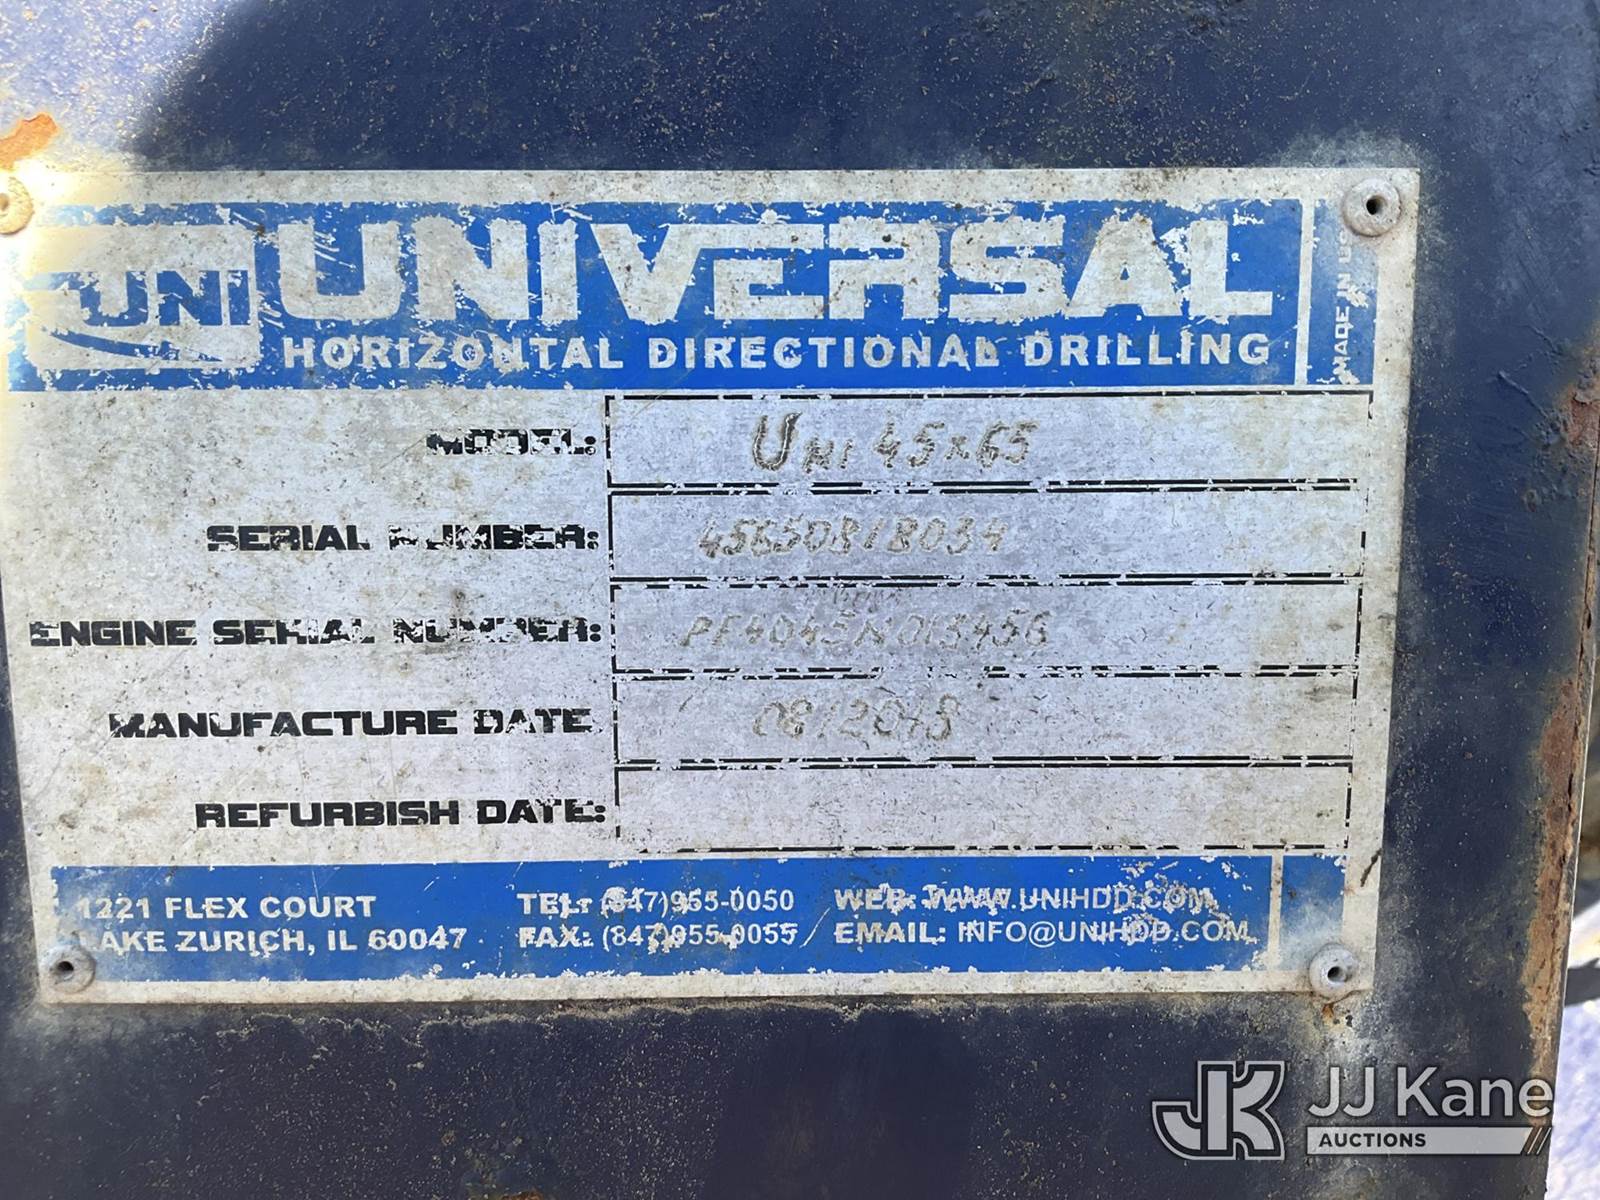 UNI UNIVERSAL
HORIZONTAL DIRECTIONAL DRILLING
MADE IN
MODEL: UNI 45x65
SERIAL NUMBER: 45650818034
ENGINE SERIAL NUMBER:
MANUFACTURE DATE 08/2018
REFURBISH DATE:
1221 FLEX COURT
LAKE ZURICH, IL 60047
TEL: (847)955-0050
FAX: (847)955-0055
WEB: WWW.UNIHDD.COM
EMAIL: INFO@UNIHDD.COM
JK JJ Kane
AUCTIONS